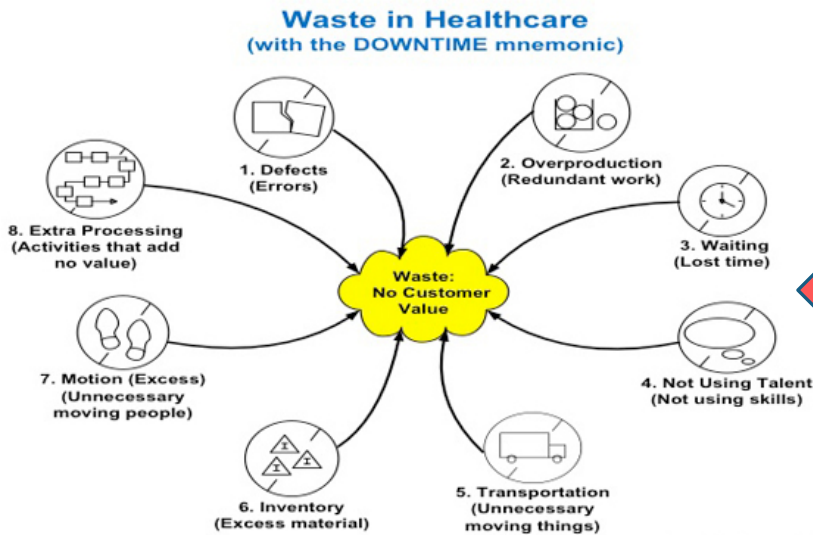 Waste in Healthcare
(with the DOWNTIME mnemonic)
1. Defects
(Errors)
2. Overproduction
(Redundant work)
3. Waiting
(Lost time)
4. Not Using Talent
(Not using skills)
5. Transportation
(Unnecessary
moving things)
6. Inventory
(Excess material)
I
I
I
7. Motion (Excess)
(Unnecessary
moving people)
8. Extra Processing
(Activities that add
no value)
Waste:
No Customer
Value